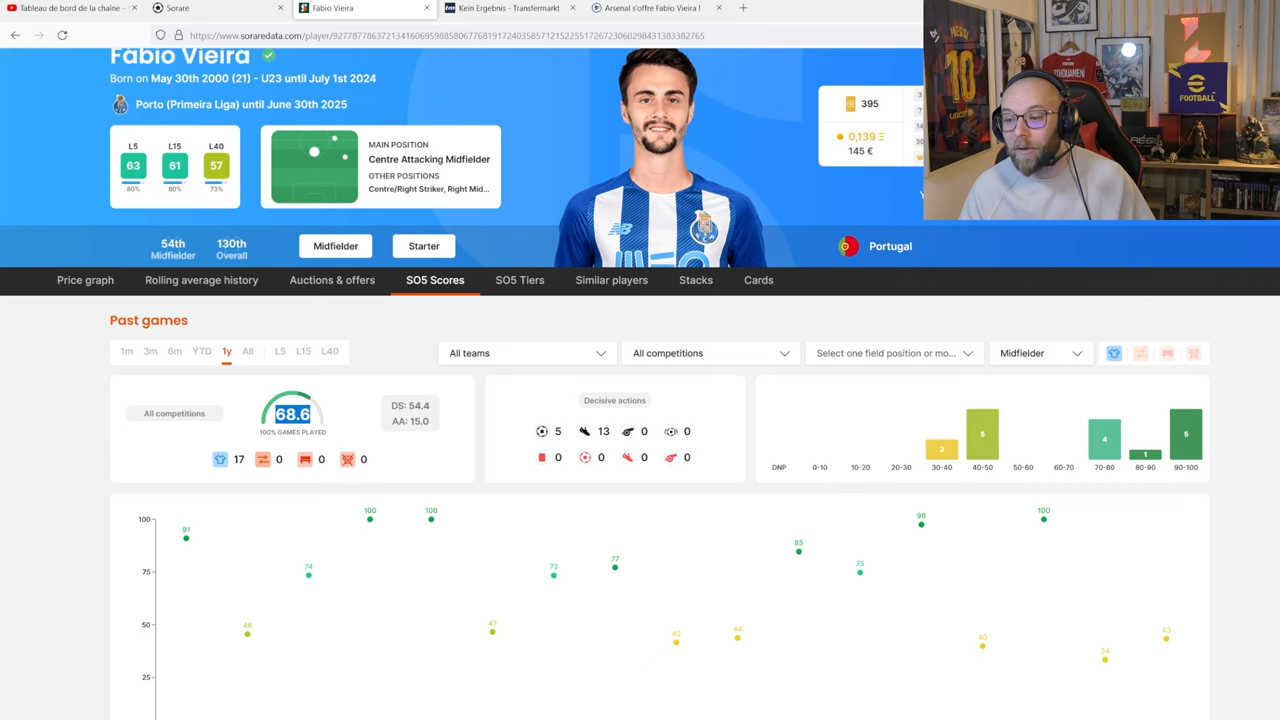 Tableau de bord de la chaîne -
Sorare
Fábio Vieira
Kein Ergebnis - Transfermarkt
Arsenal s'offre Fabio Vieira !
Fábio Vieira
Born on May 30th 2000 (21) - U23 until July 1st 2024
Porto (Primeira Liga) until June 30th 2025
L5 L15 L40
63 61 57
80% 80% 73%
MAIN POSITION
Centre Attacking Midfielder
OTHER POSITIONS
Centre/Right Striker, Right Mid...
395
0,139 Ξ
145 €
MESSI
10
TCHOUAMENI
FOOTBALL
54th
Midfielder
130th
Overall
Midfielder
Starter
Portugal
Price graph Rolling average history Auctions & offers SO5 Scores SO5 Tiers Similar players Stacks Cards
Past games
1m 3m 6m YTD 1y All L5 L15 L40
All teams
All competitions
Select one field position or mo...
Midfielder
All competitions
68.6
100% GAMES PLAYED
DS: 54.4
AA: 15.0
17 0 0 0
Decisive actions
5 13 0 0
0 0 0 0
2 5 4 1 5
DNP 0-10 10-20 20-30 30-40 40-50 50-60 60-70 70-80 80-90 90-100
100
75
50
25
91 46 74 100 100 47 73 77 42 44 85 75 98 40 100 34 43